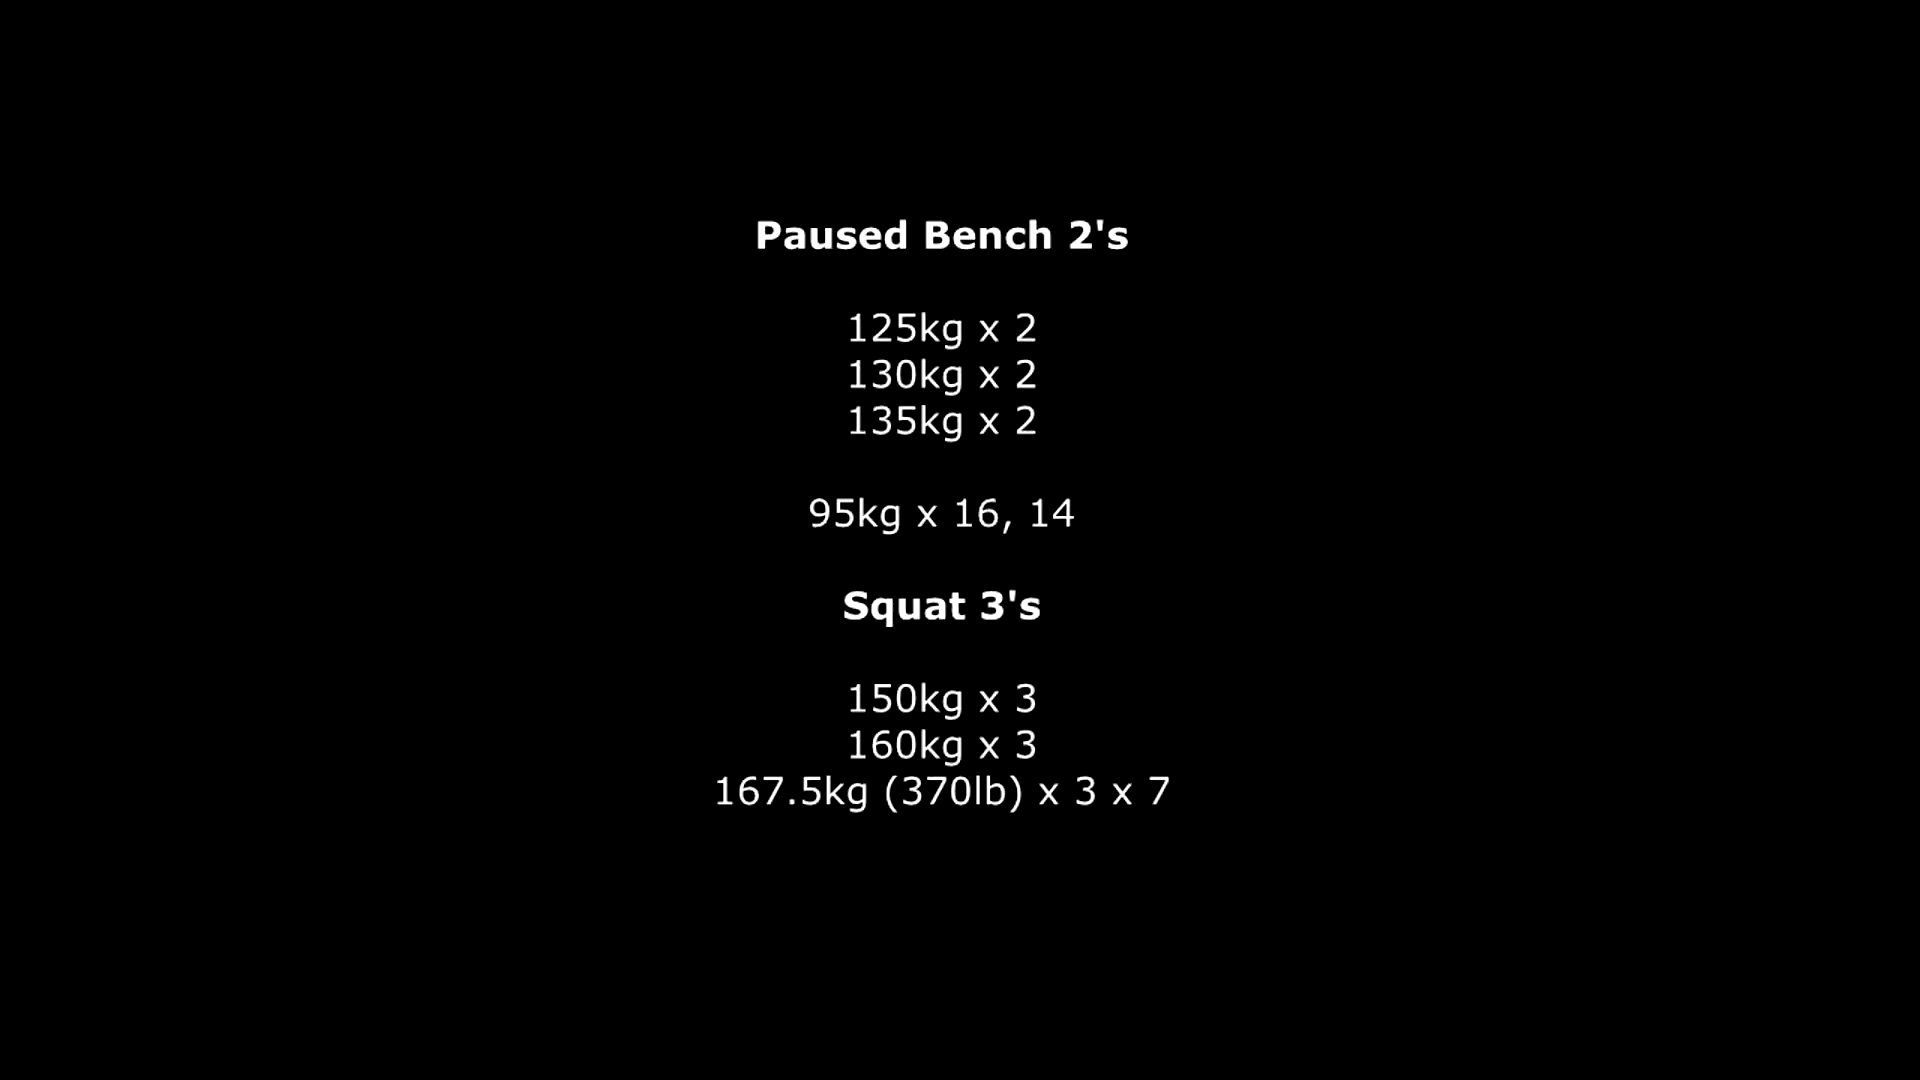 Paused Bench 2's
125kg x 2
130kg x 2
135kg x 2
95kg x 16, 14
Squat 3's
150kg x 3
160kg x 3
167.5kg (370lb) x 3 x 7